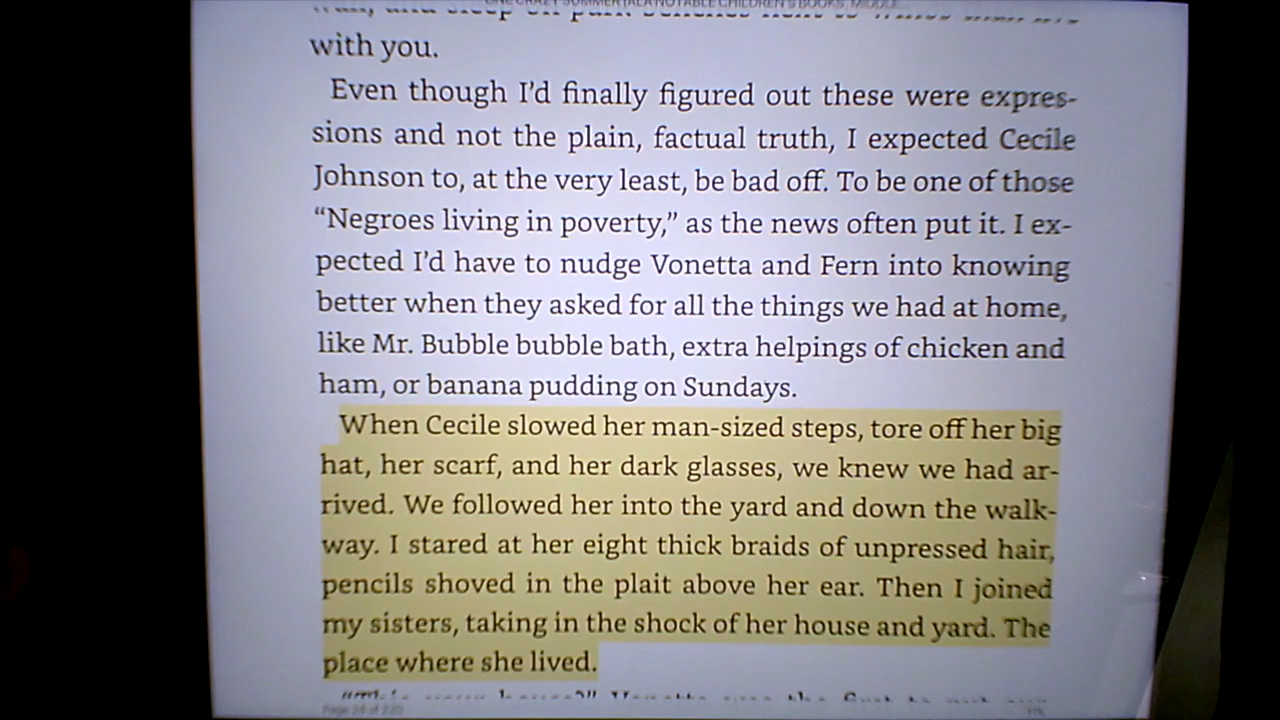 with you.
Even though I’d finally figured out these were expres-
sions and not the plain, factual truth, I expected Cecile
Johnson to, at the very least, be bad off. To be one of those
“Negroes living in poverty,” as the news often put it. I ex-
pected I’d have to nudge Vonetta and Fern into knowing
better when they asked for all the things we had at home,
like Mr. Bubble bubble bath, extra helpings of chicken and
ham, or banana pudding on Sundays.
When Cecile slowed her man-sized steps, tore off her big
hat, her scarf, and her dark glasses, we knew we had ar-
rived. We followed her into the yard and down the walk-
way. I stared at her eight thick braids of unpressed hair,
pencils shoved in the plait above her ear. Then I joined
my sisters, taking in the shock of her house and yard. The
place where she lived.